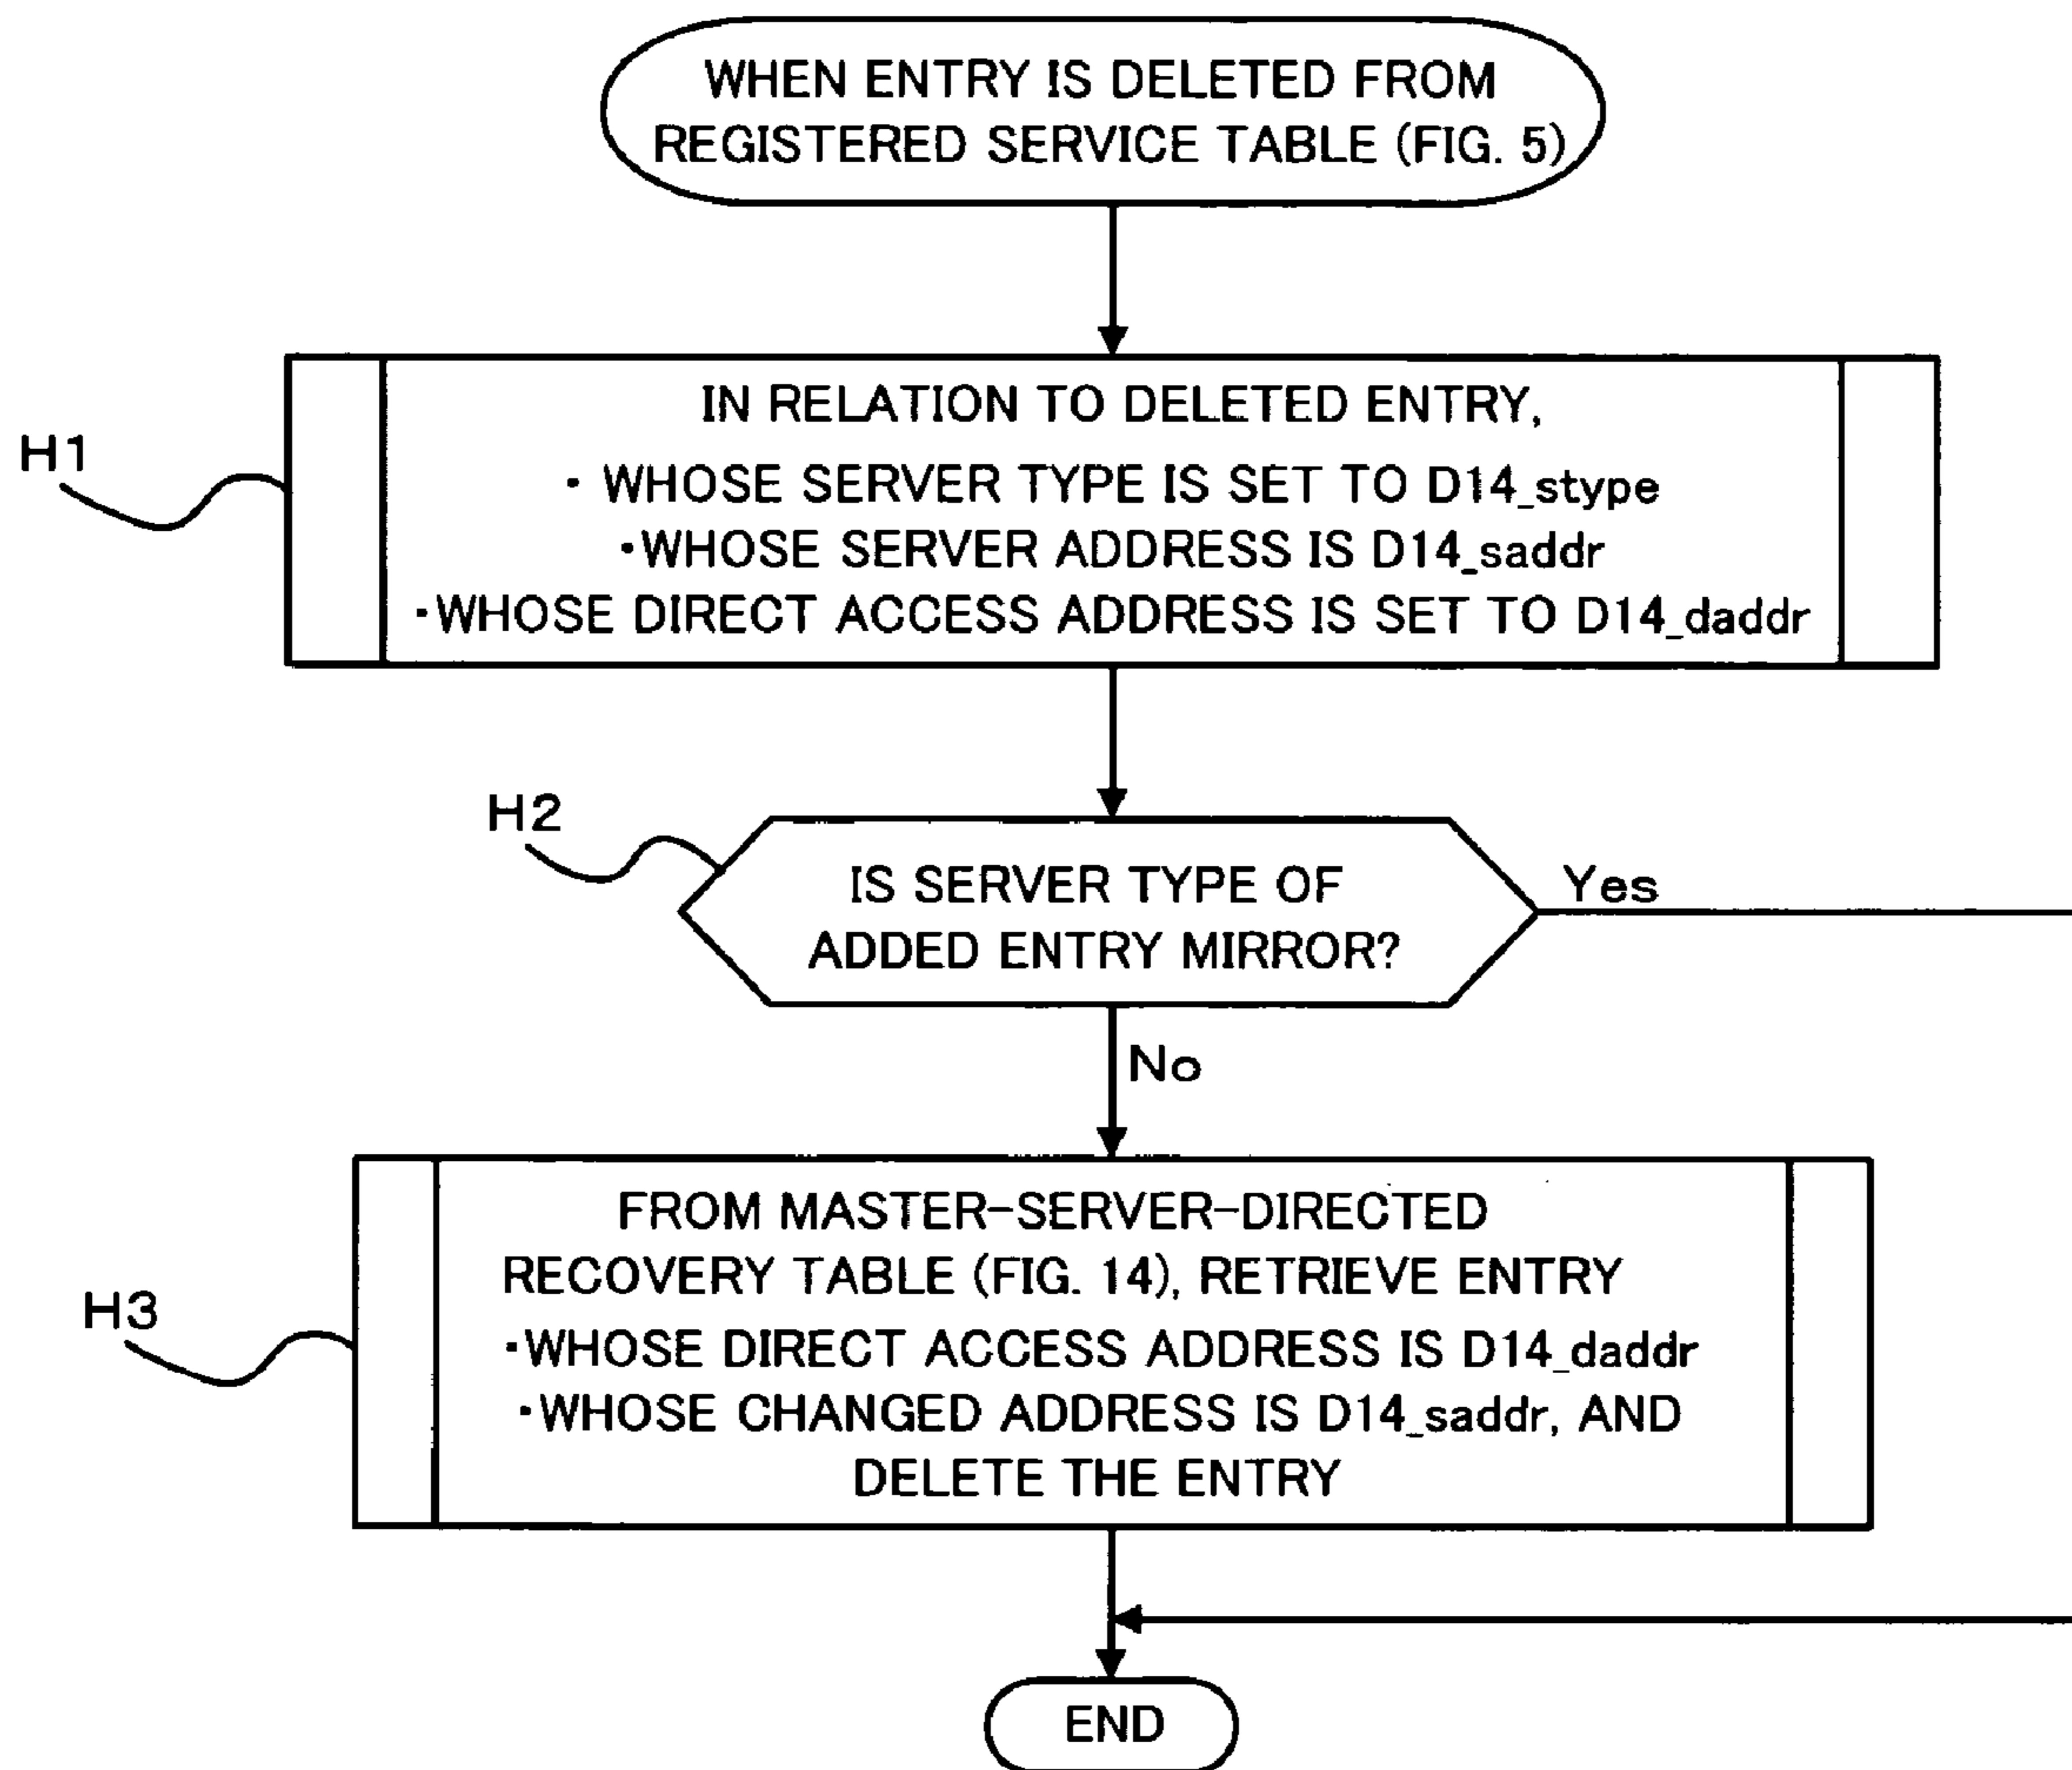 WHEN ENTRY IS DELETED FROM
REGISTERED SERVICE TABLE (FIG. 5)
H1
IN RELATION TO DELETED ENTRY,
・WHOSE SERVER TYPE IS SET TO D14_stype
・WHOSE SERVER ADDRESS IS D14_saddr
・WHOSE DIRECT ACCESS ADDRESS IS SET TO D14_daddr
H2
IS SERVER TYPE OF
ADDED ENTRY MIRROR?
Yes
No
H3
FROM MASTER-SERVER-DIRECTED
RECOVERY TABLE (FIG. 14), RETRIEVE ENTRY
・WHOSE DIRECT ACCESS ADDRESS IS D14_daddr
・WHOSE CHANGED ADDRESS IS D14_saddr, AND
DELETE THE ENTRY
END